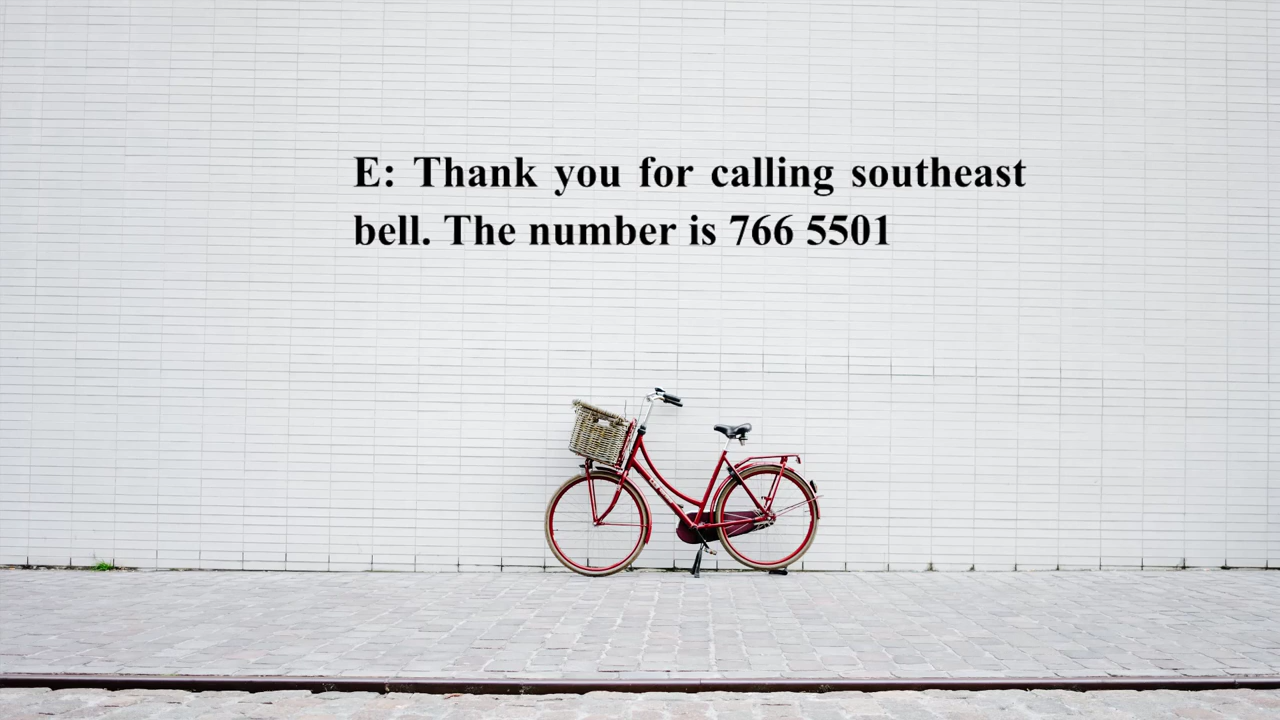 E: Thank you for calling southeast
bell. The number is 766 5501